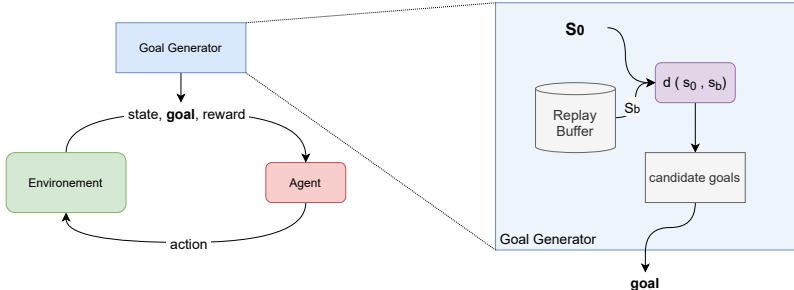 Goal Generator
state, goal, reward
Environement
Agent
action
S0
Replay
Buffer
Sb
d ( s0 , sb)
candidate goals
Goal Generator
goal